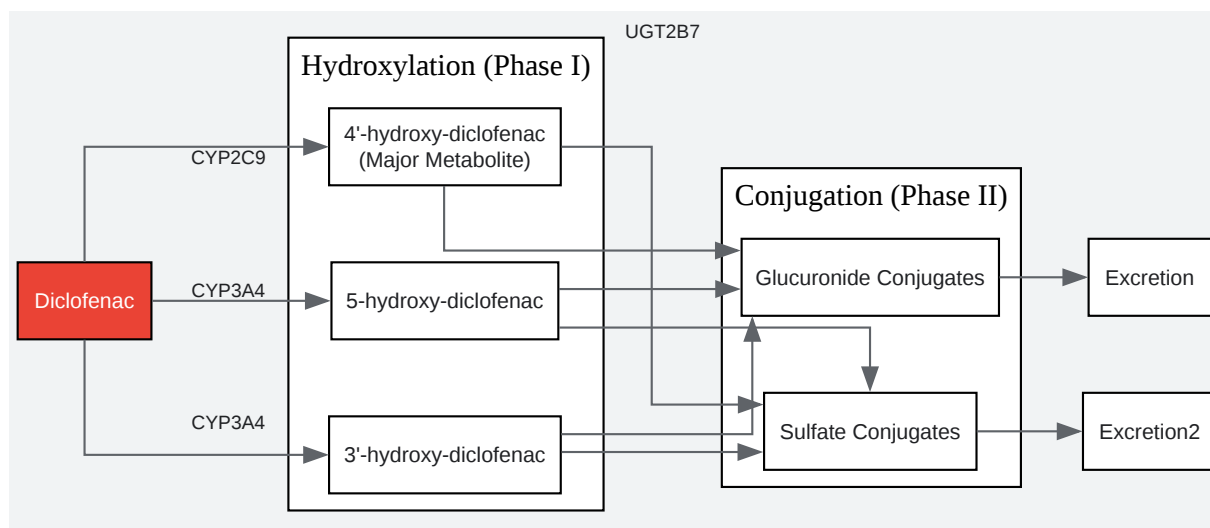 UGT2B7
Hydroxylation (Phase I)
4'-hydroxy-diclofenac
(Major Metabolite)
CYP2C9
Conjugation (Phase II)
Glucuronide Conjugates
Excretion
Diclofenac
CYP3A4
5-hydroxy-diclofenac
CYP3A4
3'-hydroxy-diclofenac
Sulfate Conjugates
Excretion2